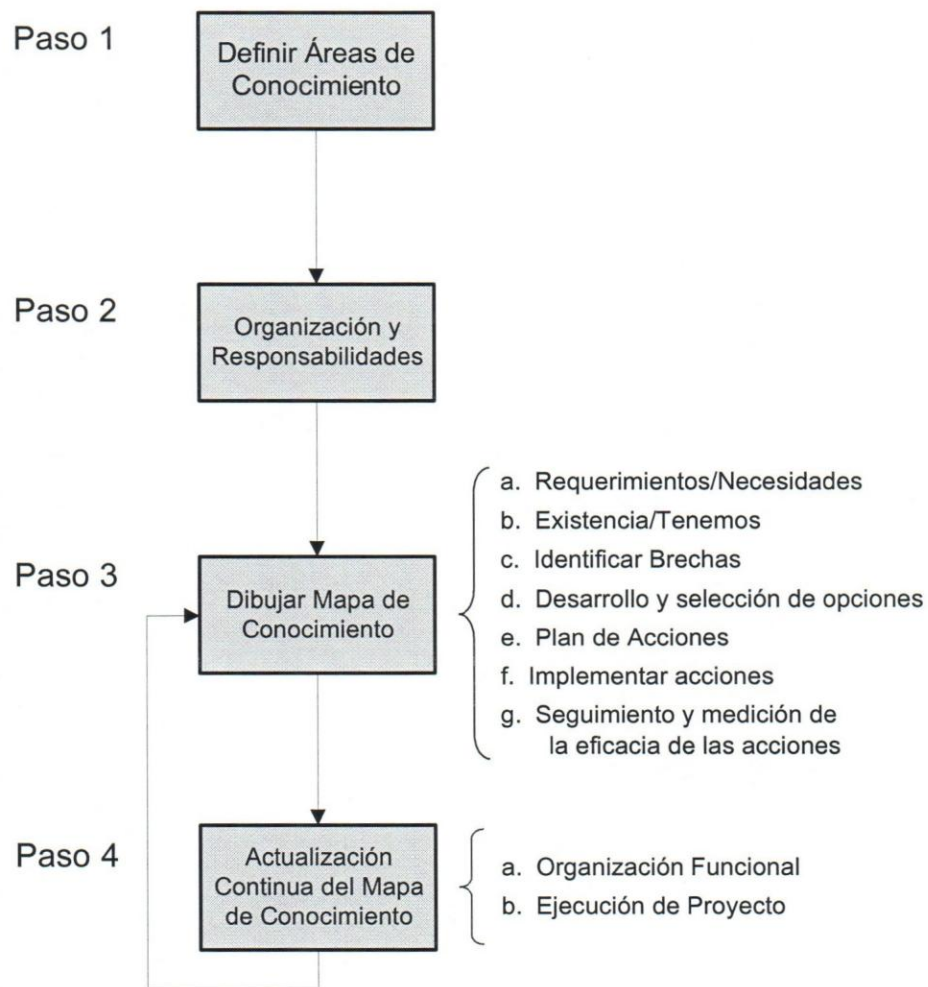 Paso 1
Definir Áreas de
Conocimiento
Paso 2
Organización y
Responsabilidades
Paso 3
Dibujar Mapa de
Conocimiento
a. Requerimientos/Necesidades
b. Existencia/Tenemos
c. Identificar Brechas
d. Desarrollo y selección de opciones
e. Plan de Acciones
f. Implementar acciones
g. Seguimiento y medición de
la eficacia de las acciones
Paso 4
Actualización
Continua del Mapa
de Conocimiento
a. Organización Funcional
b. Ejecución de Proyecto